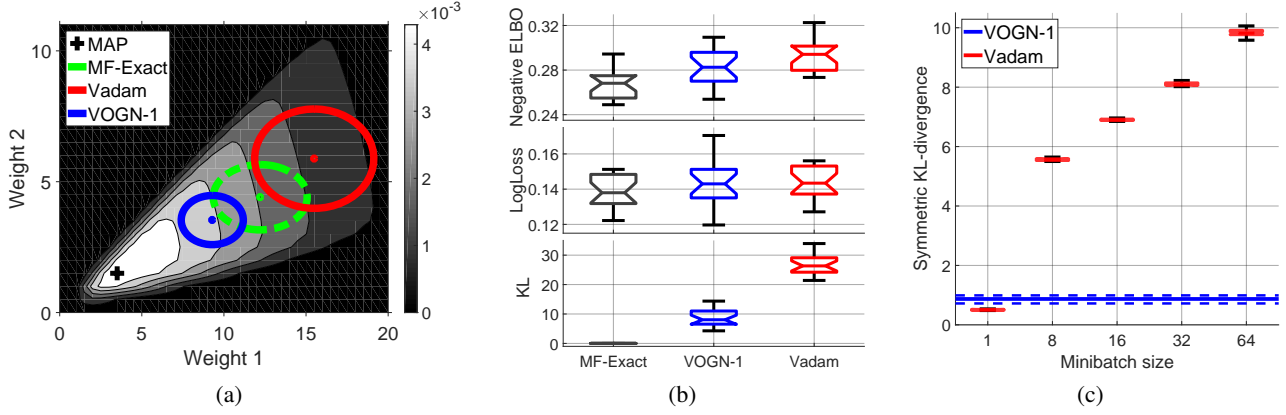 ×10⁻³
10
5
0
Weight 2
0
5
10
15
20
Weight 1
MAP
MF-Exact
Vadam
VOGN-1
4
3
2
1
0
(a)
Negative ELBO
0.32
0.28
0.24
LogLoss
0.16
0.14
0.12
KL
30
20
10
0
MF-Exact
VOGN-1
Vadam
(b)
Symmetric KL-divergence
10
8
6
4
2
0
VOGN-1
Vadam
1
8
16
32
64
Minibatch size
(c)